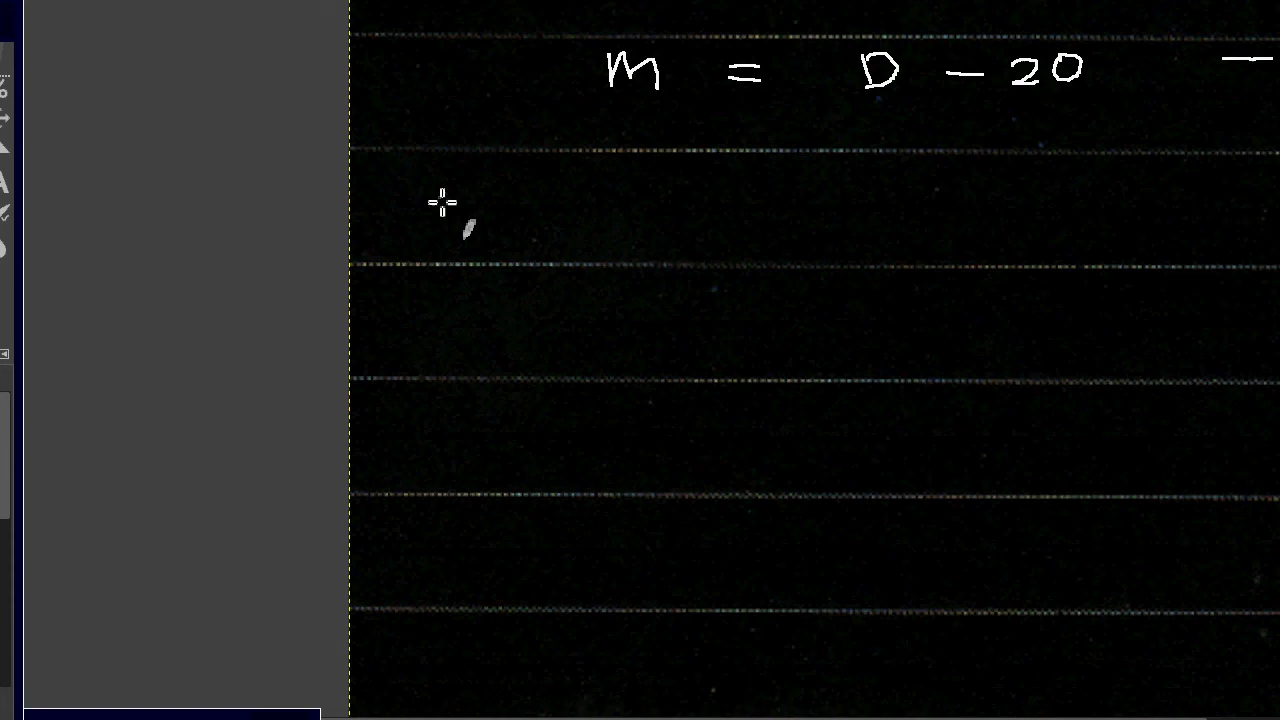 m = D - 20 —